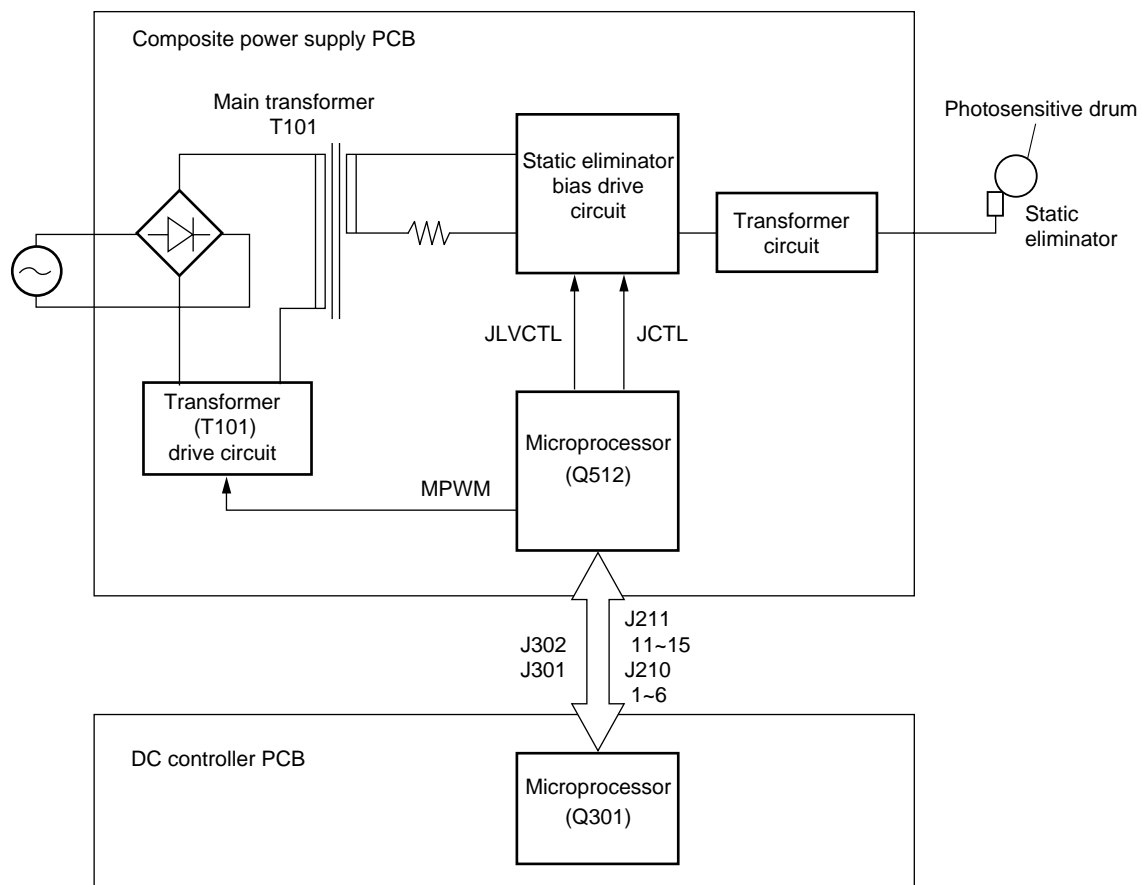 Composite power supply PCB
Main transformer
T101
Photosensitive drum
Static eliminator
bias drive
circuit
Transformer
circuit
Static
eliminator
JLVCTL
JCTL
Transformer
(T101)
drive circuit
Microprocessor
(Q512)
MPWM
J302
J301
J211
11~15
J210
1~6
DC controller PCB
Microprocessor
(Q301)